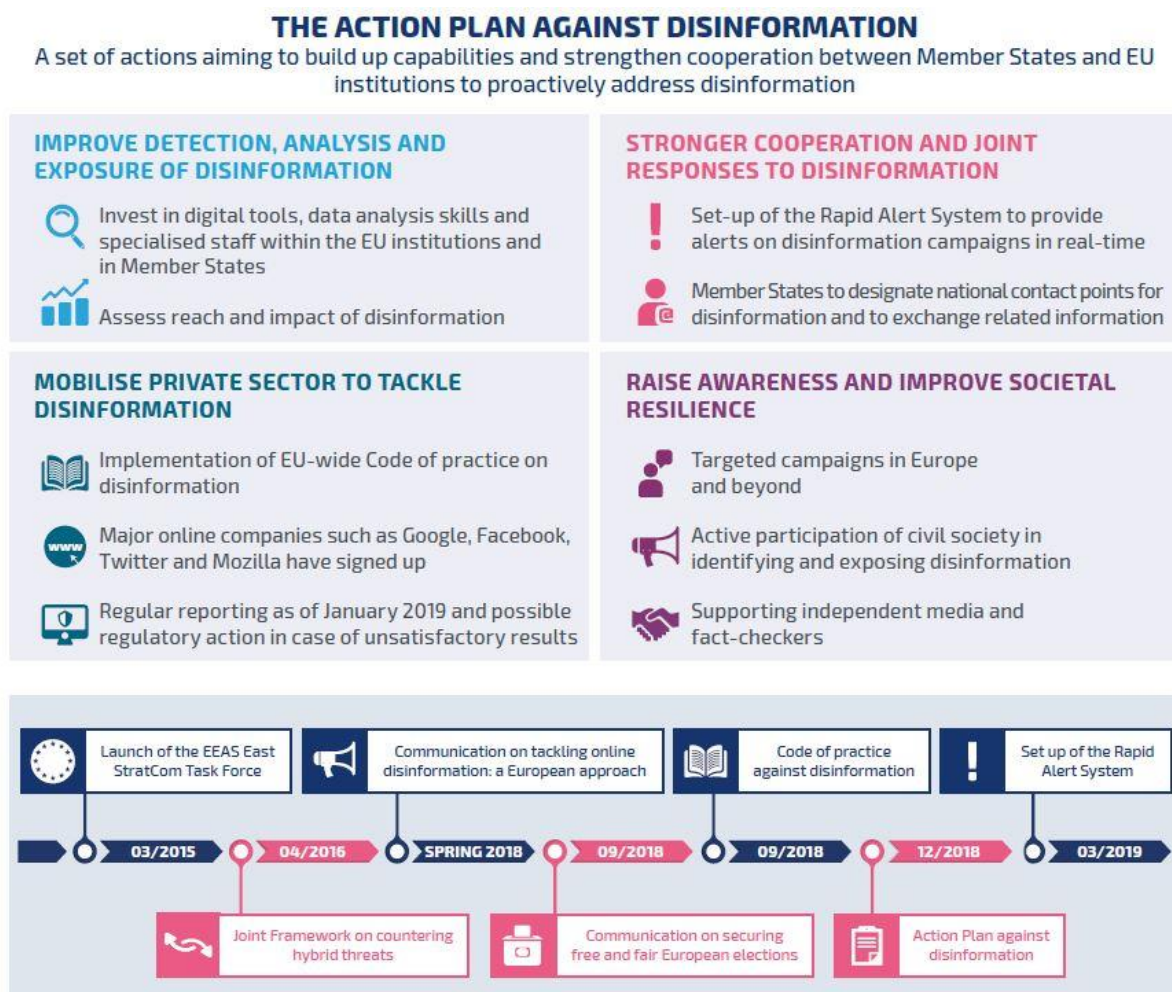 THE ACTION PLAN AGAINST DISINFORMATION
A set of actions aiming to build up capabilities and strengthen cooperation between Member States and EU
institutions to proactively address disinformation
IMPROVE DETECTION, ANALYSIS AND
EXPOSURE OF DISINFORMATION
Invest in digital tools, data analysis skills and
specialised staff within the EU institutions and
in Member States
Assess reach and impact of disinformation
STRONGER COOPERATION AND JOINT
RESPONSES TO DISINFORMATION
Set-up of the Rapid Alert System to provide
alerts on disinformation campaigns in real-time
Member States to designate national contact points for
disinformation and to exchange related information
MOBILISE PRIVATE SECTOR TO TACKLE
DISINFORMATION
Implementation of EU-wide Code of practice on
disinformation
www
Major online companies such as Google, Facebook,
Twitter and Mozilla have signed up
Regular reporting as of January 2019 and possible
regulatory action in case of unsatisfactory results
RAISE AWARENESS AND IMPROVE SOCIETAL
RESILIENCE
Targeted campaigns in Europe
and beyond
Active participation of civil society in
identifying and exposing disinformation
Supporting independent media and
fact-checkers
Launch of the EEAS East
StratCom Task Force
Communication on tackling online
disinformation: a European approach
Code of practice
against disinformation
Set up of the Rapid
Alert System
03/2015
04/2016
SPRING 2018
09/2018
09/2018
12/2018
03/2019
Joint Framework on countering
hybrid threats
Communication on securing
free and fair European elections
Action Plan against
disinformation